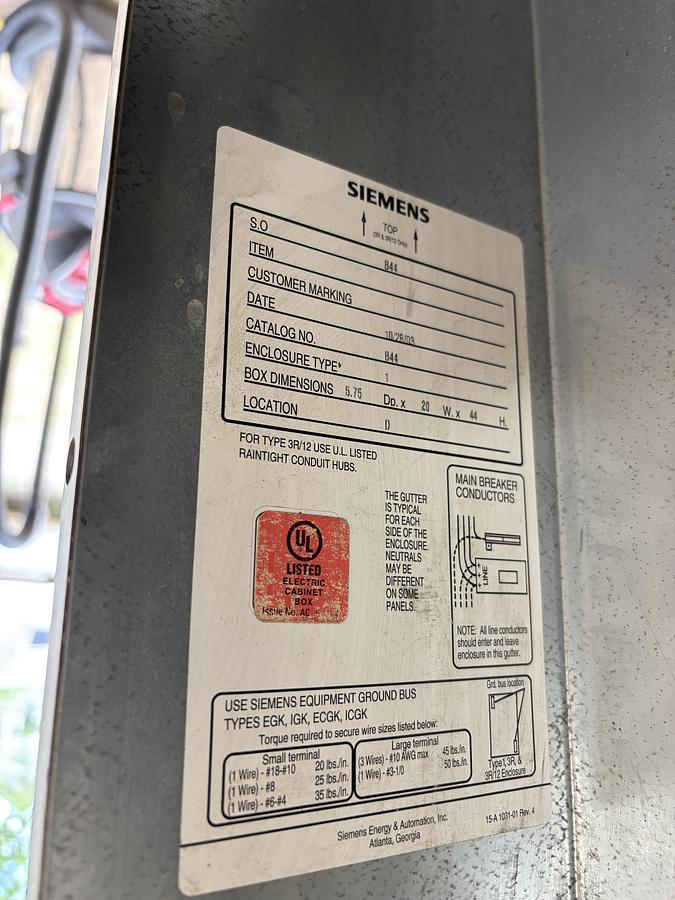 SIEMENS
TOP
(3R & 3R/12 Only)
S.O
ITEM B44
CUSTOMER MARKING
DATE 10/28/03
CATALOG NO. B44
ENCLOSURE TYPE* 1
BOX DIMENSIONS 5.75 Dp. x 20 W. x 44 H.
LOCATION D
FOR TYPE 3R/12 USE U.L. LISTED
RAINTIGHT CONDUIT HUBS.
UL
LISTED
ELECTRIC
CABINET
BOX
Issue No. AC
THE GUTTER
IS TYPICAL
FOR EACH
SIDE OF THE
ENCLOSURE.
NEUTRALS
MAY BE
DIFFERENT
ON SOME
PANELS.
MAIN BREAKER
CONDUCTORS
LINE
NOTE: All line conductors
should enter and leave
enclosure in this gutter.
USE SIEMENS EQUIPMENT GROUND BUS
TYPES EGK, IGK, ECGK, ICGK
Torque required to secure wire sizes listed below:
Small terminal
(1 Wire) - #18-#10 20 lbs./in.
(1 Wire) - #8 25 lbs./in.
(1 Wire) - #6-#4 35 lbs./in.
Large terminal
(3 Wires) - #10 AWG max 45 lbs./in.
(1 Wire) - #3-1/0 50 lbs./in.
Grd. bus location
Type 1, 3R, &
3R/12 Enclosure
Siemens Energy & Automation, Inc.
Atlanta, Georgia
15-A 1031-01 Rev. 4